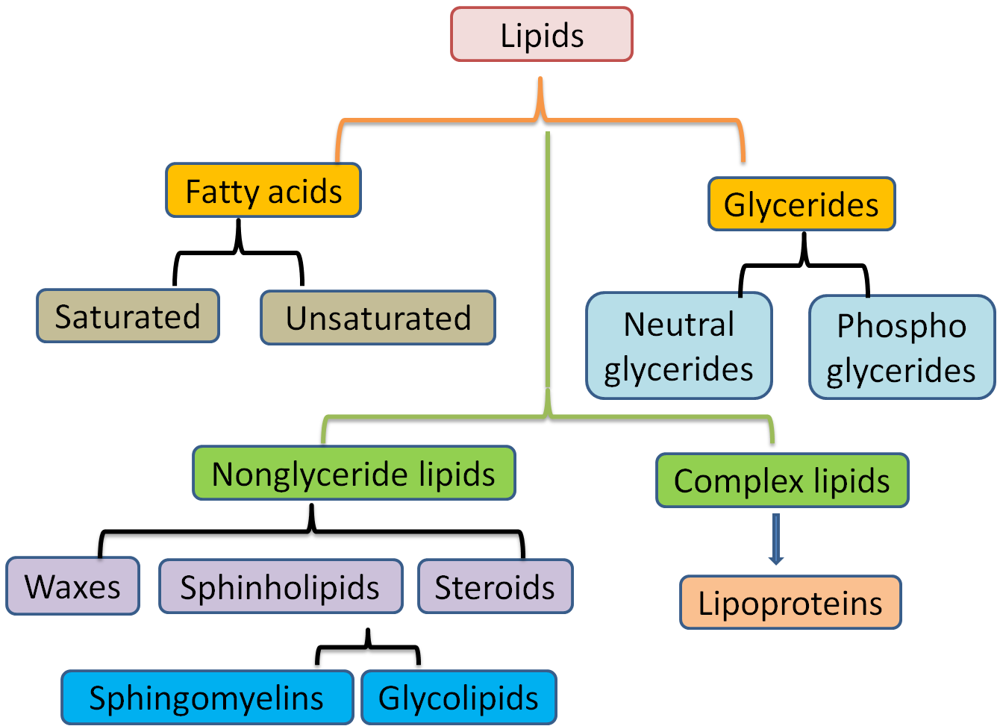 Lipids
Fatty acids
Glycerides
Saturated
Unsaturated
Neutral
glycerides
Phospho
glycerides
Nonglyceride lipids
Complex lipids
Waxes
Sphinholipids
Steroids
Lipoproteins
Sphingomyelins
Glycolipids